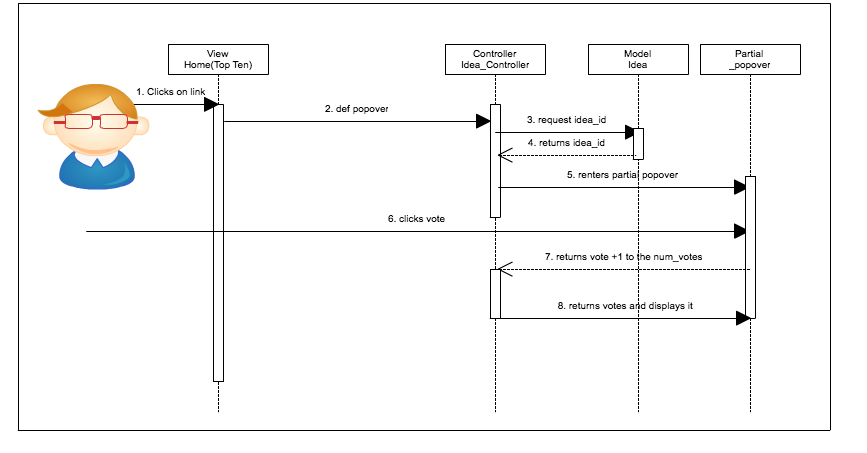 View
Home(Top Ten)
Controller
Idea_Controller
Model
Idea
Partial
_popover
1. Clicks on link
2. def popover
3. request idea_id
4. returns idea_id
5. renters partial popover
6. clicks vote
7. returns vote +1 to the num_votes
8. returns votes and displays it